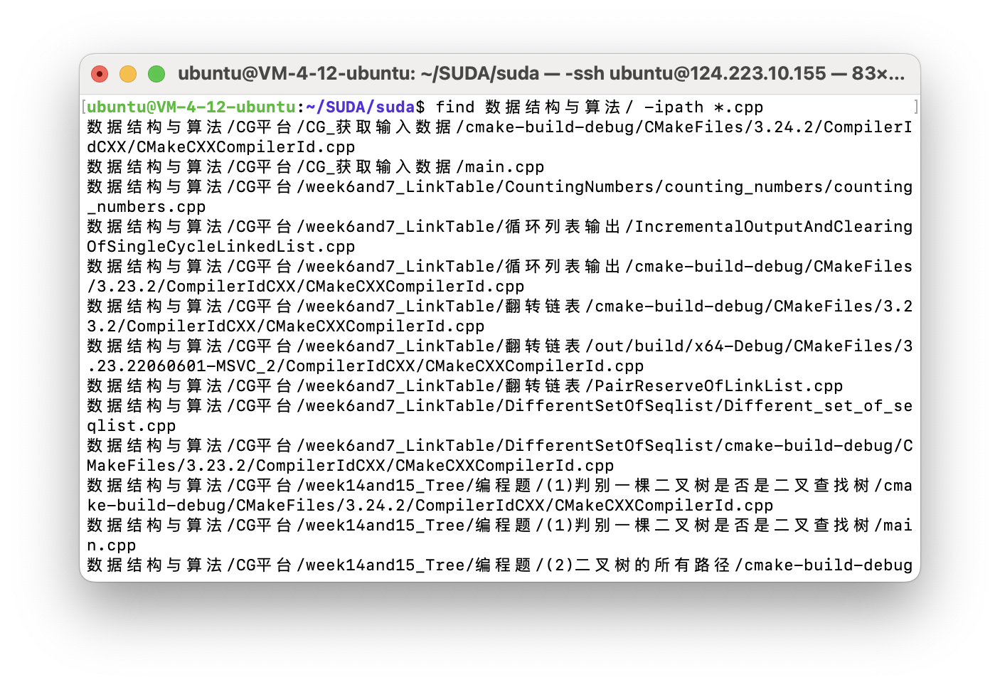 ubuntu@VM-4-12-ubuntu: ~/SUDA/suda — -ssh ubuntu@124.223.10.155 — 83×...
[ubuntu@VM-4-12-ubuntu:~/SUDA/suda$ find 数据结构与算法/ -ipath *.cpp ]
数据结构与算法/CG平台/CG_获取输入数据/cmake-build-debug/CMakeFiles/3.24.2/CompilerI
dCXX/CMakeCXXCompilerId.cpp
数据结构与算法/CG平台/CG_获取输入数据/main.cpp
数据结构与算法/CG平台/week6and7_LinkTable/CountingNumbers/counting_numbers/counting
_numbers.cpp
数据结构与算法/CG平台/week6and7_LinkTable/循环列表输出/IncrementalOutputAndClearing
OfSingleCycleLinkedList.cpp
数据结构与算法/CG平台/week6and7_LinkTable/循环列表输出/cmake-build-debug/CMakeFiles
/3.23.2/CompilerIdCXX/CMakeCXXCompilerId.cpp
数据结构与算法/CG平台/week6and7_LinkTable/翻转链表/cmake-build-debug/CMakeFiles/3.2
3.2/CompilerIdCXX/CMakeCXXCompilerId.cpp
数据结构与算法/CG平台/week6and7_LinkTable/翻转链表/out/build/x64-Debug/CMakeFiles/3
.23.22060601-MSVC_2/CompilerIdCXX/CMakeCXXCompilerId.cpp
数据结构与算法/CG平台/week6and7_LinkTable/翻转链表/PairReserveOfLinkList.cpp
数据结构与算法/CG平台/week6and7_LinkTable/DifferentSetOfSeqlist/Different_set_of_se
qlist.cpp
数据结构与算法/CG平台/week6and7_LinkTable/DifferentSetOfSeqlist/cmake-build-debug/C
MakeFiles/3.23.2/CompilerIdCXX/CMakeCXXCompilerId.cpp
数据结构与算法/CG平台/week14and15_Tree/编程题/(1)判别一棵二叉树是否是二叉查找树/cma
ke-build-debug/CMakeFiles/3.24.2/CompilerIdCXX/CMakeCXXCompilerId.cpp
数据结构与算法/CG平台/week14and15_Tree/编程题/(1)判别一棵二叉树是否是二叉查找树/mai
n.cpp
数据结构与算法/CG平台/week14and15_Tree/编程题/(2)二叉树的所有路径/cmake-build-debug